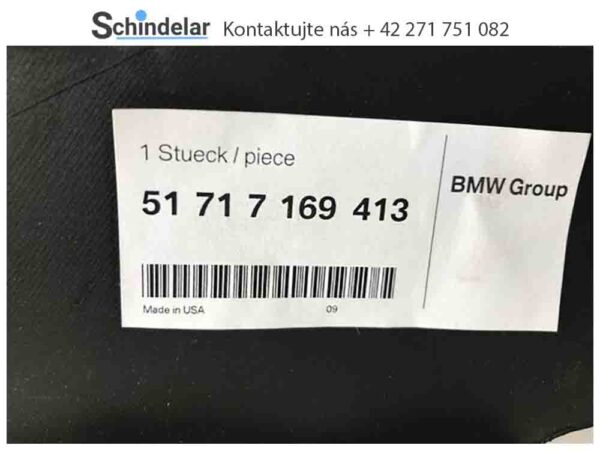 Schindelar Kontaktujte nás + 42 271 751 082
1 Stueck / piece
51 71 7 169 413
BMW Group
Made in USA 09